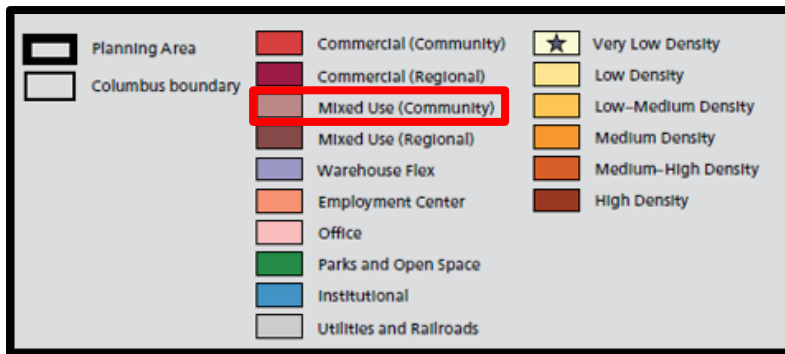 Planning Area
Columbus boundary
Commercial (Community)
Commercial (Regional)
Mixed Use (Community)
Mixed Use (Regional)
Warehouse Flex
Employment Center
Office
Parks and Open Space
Institutional
Utilities and Railroads
Very Low Density
Low Density
Low-Medium Density
Medium Density
Medium-High Density
High Density